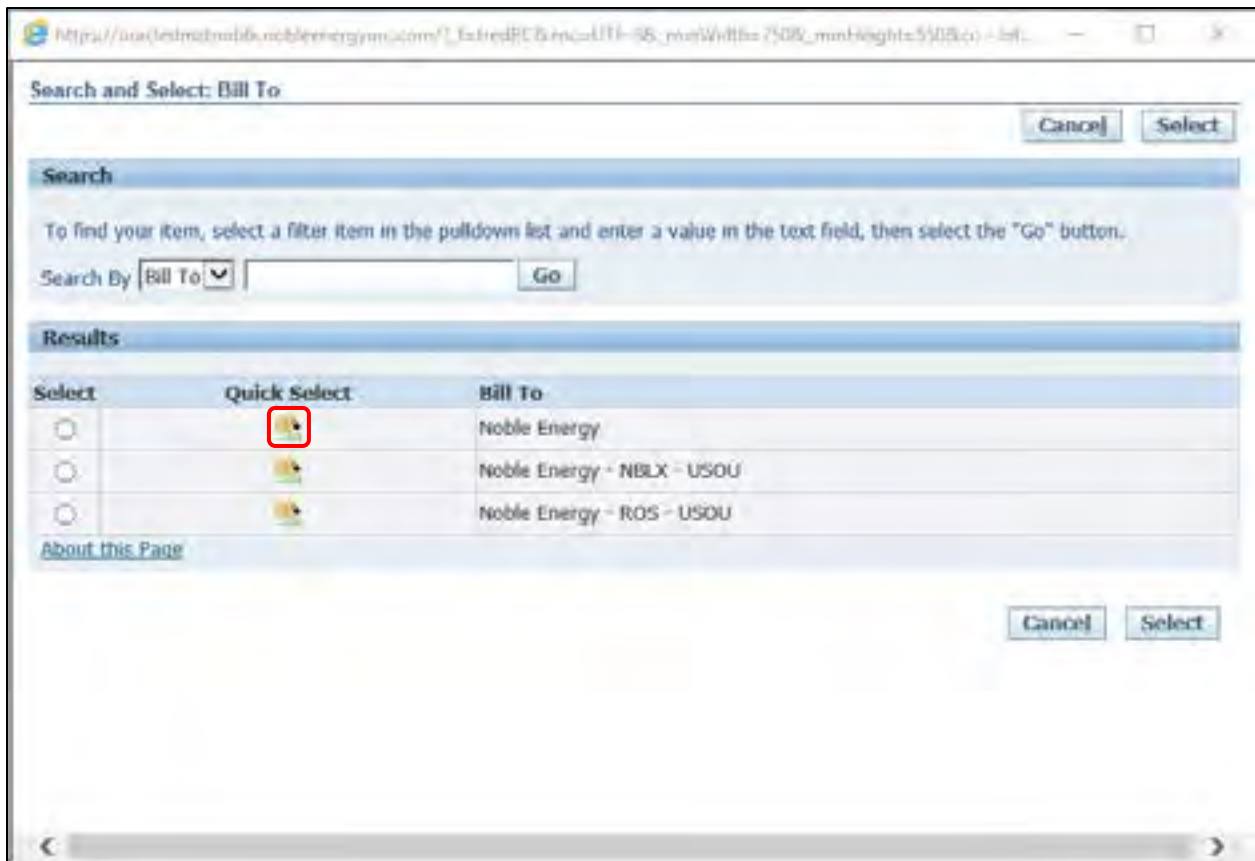 Search and Select: Bill To
Cancel Select
Search
To find your item, select a filter item in the pulldown list and enter a value in the text field, then select the "Go" button.
Search By Bill To Go
Results
Select Quick Select Bill To
Noble Energy
Noble Energy - NBLX - USOU
Noble Energy - ROS - USOU
About this Page
Cancel Select